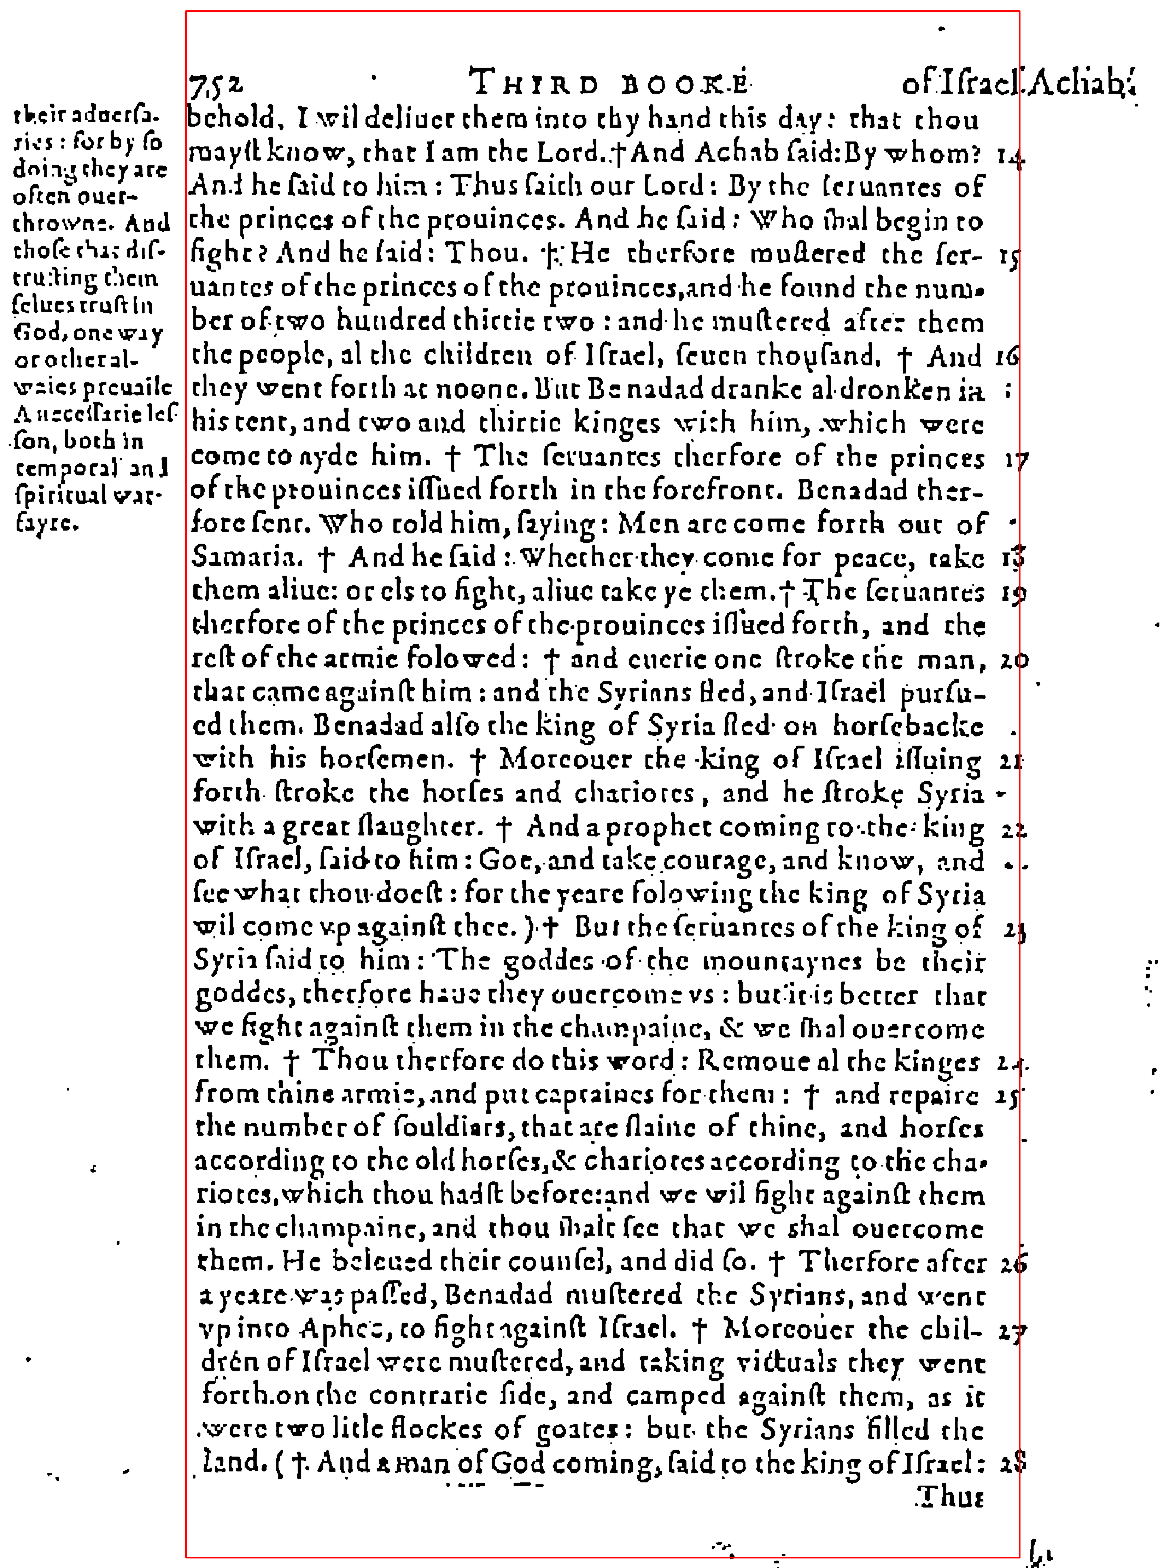 752 THIRD BOOKE of Iſrael. Achab.
their aduerſa-
ries: for by ſo
doing they are
often ouer-
throwne. And
thoſe that diſ-
truſting them
ſelues truſt in
God, one way
or other al-
waies preuaile
A neceſſarie leſ-
ſon, both in
temporal and
ſpiritual war-
fayre.
behold, I wil deliuer them into thy hand this day: that thou
mayſt know, that I am the Lord. † And Achab ſaid: By whom? 14
And he ſaid to him: Thus ſaith our Lord: By the ſeruantes of
the princes of the prouinces. And he ſaid: Who ſhal begin to
fight? And he ſaid: Thou. † He therfore muſtered the ſer- 15
uantes of the princes of the prouinces, and he found the num-
ber of two hundred thirtie two: and he muſtered after them
the people, al the children of Iſrael, ſeuen thouſand. † And 16
they went forth at noone. But Benadad dranke al dronken in
his tent, and two and thirtie kinges with him, which were
come to ayde him. † The ſeruantes therfore of the princes 17
of the prouinces iſſued forth in the forefront. Benadad ther-
fore ſent. Who told him, ſaying: Men are come forth out of
Samaria. † And he ſaid: Whether they come for peace, take 18
them aliue: or els to fight, aliue take ye them. † The ſeruantes 19
therfore of the princes of the prouinces iſſued forth, and the
reſt of the armie folowed: † and euerie one ſtroke the man, 20
that came againſt him: and the Syrians fled, and Iſrael purſu-
ed them. Benadad alſo the king of Syria fled on horſebacke
with his horſemen. † Moreouer the king of Iſrael iſſuing 21
forth ſtroke the horſes and chariotes, and he ſtroke Syria
with a great ſlaughter. † And a prophet coming to the king 22
of Iſrael, ſaid to him: Goe, and take courage, and know, and
ſee what thou doeſt: for the yeare folowing the king of Syria
wil come vp againſt thee.) † But the ſeruantes of the king of 23
Syria ſaid to him: The goddes of the mountaynes be their
goddes, therfore haue they ouercome vs: but it is better that
we fight againſt them in the champaine, & we ſhal ouercome
them. † Thou therfore do this word: Remoue al the kinges 24
from thine armie, and put captaines for them: † and repaire 25
the number of ſouldiars, that are ſlaine of thine, and horſes
according to the old horſes, & chariotes according to the cha-
riotes, which thou hadſt before: and we wil fight againſt them
in the champaine, and thou ſhalt ſee that we shal ouercome
them. He beleued their counſel, and did ſo. † Therfore after 26
a yeare was paſſed, Benadad muſtered the Syrians, and went
vp into Aphec, to fight againſt Iſrael. † Moreouer the chil- 27
dren of Iſrael were muſtered, and taking victuals they went
forth on the contrarie ſide, and camped againſt them, as it
were two litle flockes of goates: but the Syrians filled the
land. († And a man of God coming, ſaid to the king of Iſrael: 28
Thus